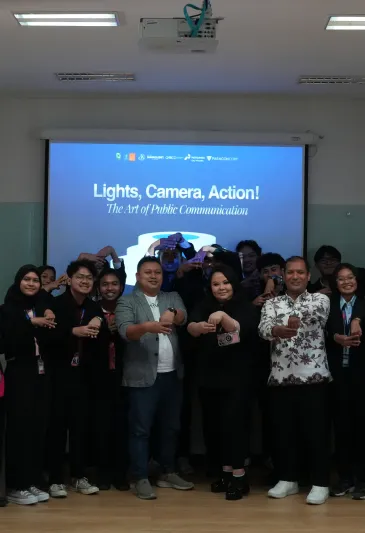 Lights, Camera, Action!
The Art of Public Communication